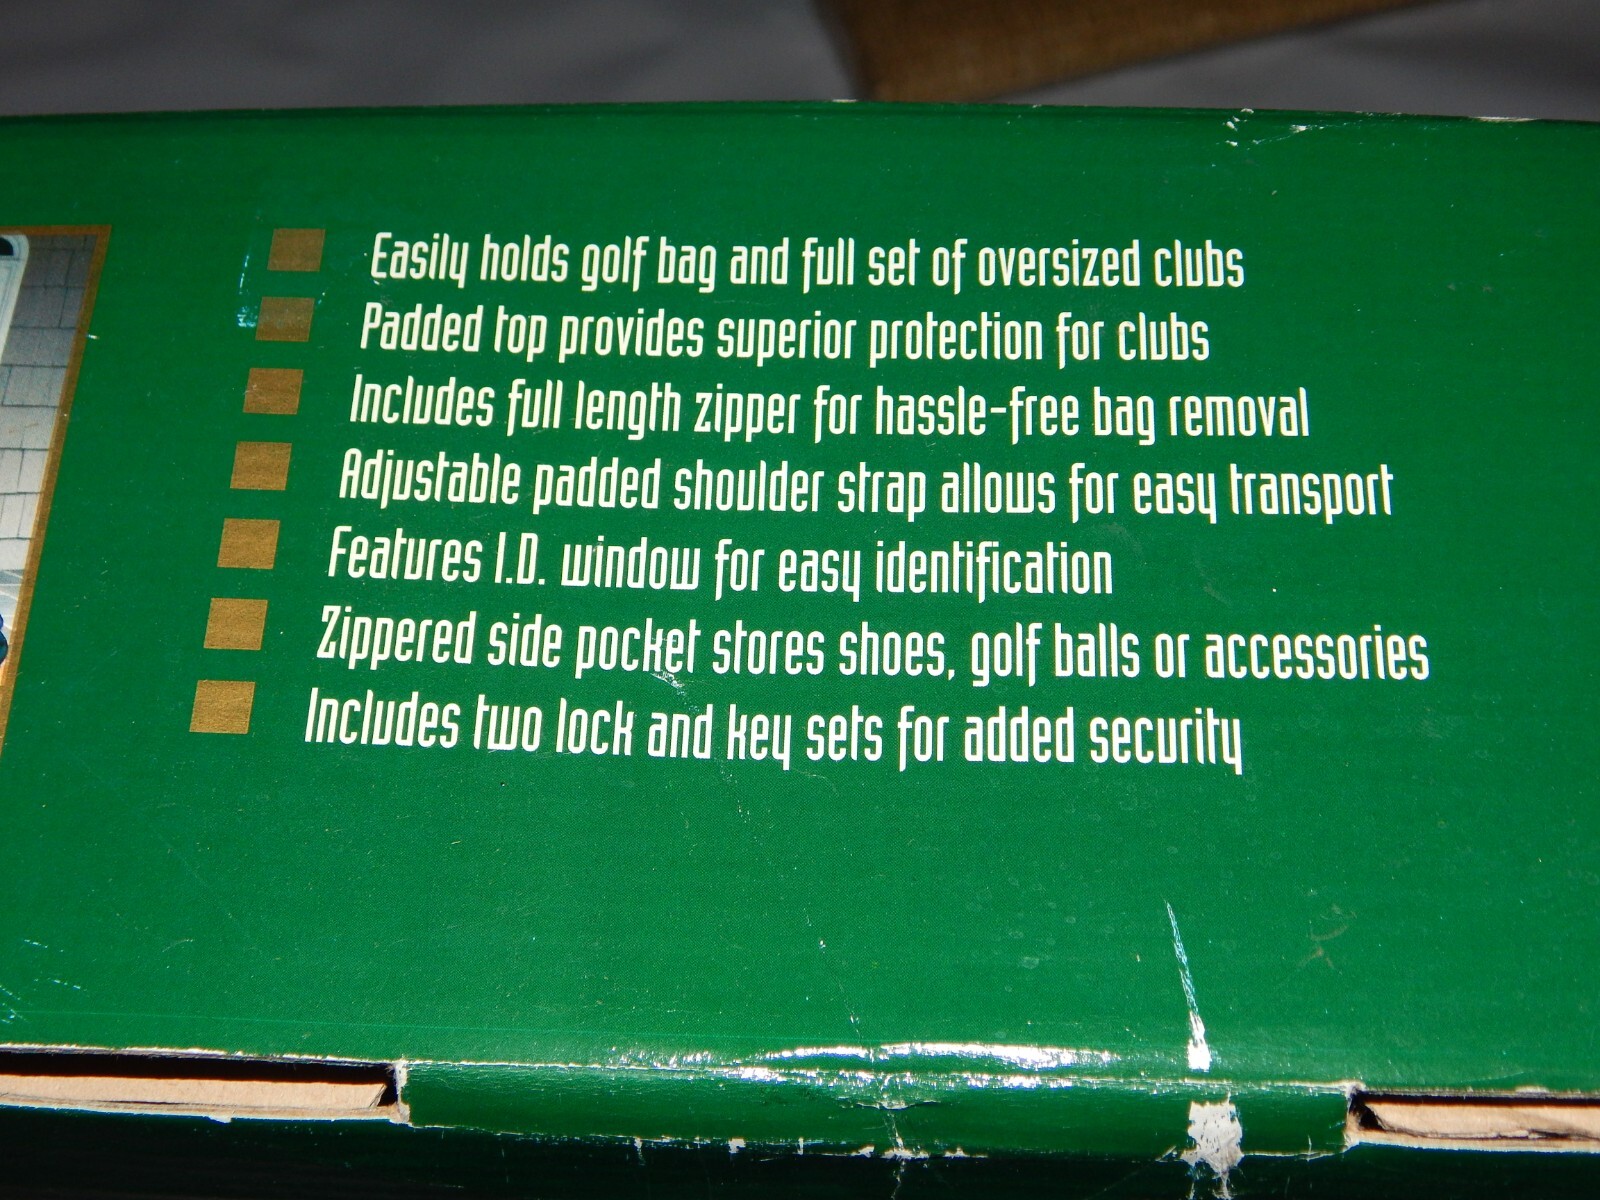 Easily holds golf bag and full set of oversized clubs
Padded top provides superior protection for clubs
Includes full length zipper for hassle-free bag removal
Adjustable padded shoulder strap allows for easy transport
Features I.D. window for easy identification
Zippered side pocket stores shoes, golf balls or accessories
Includes two lock and key sets for added security